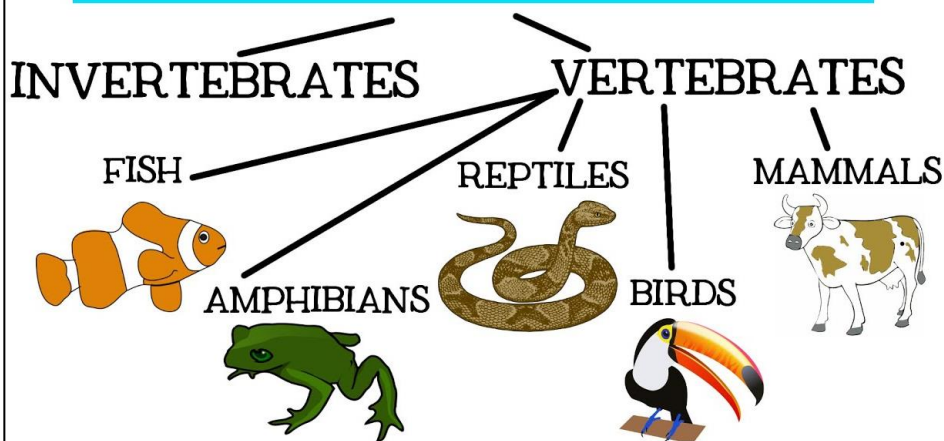 INVERTEBRATES
VERTEBRATES
FISH
REPTILES
MAMMALS
AMPHIBIANS
BIRDS